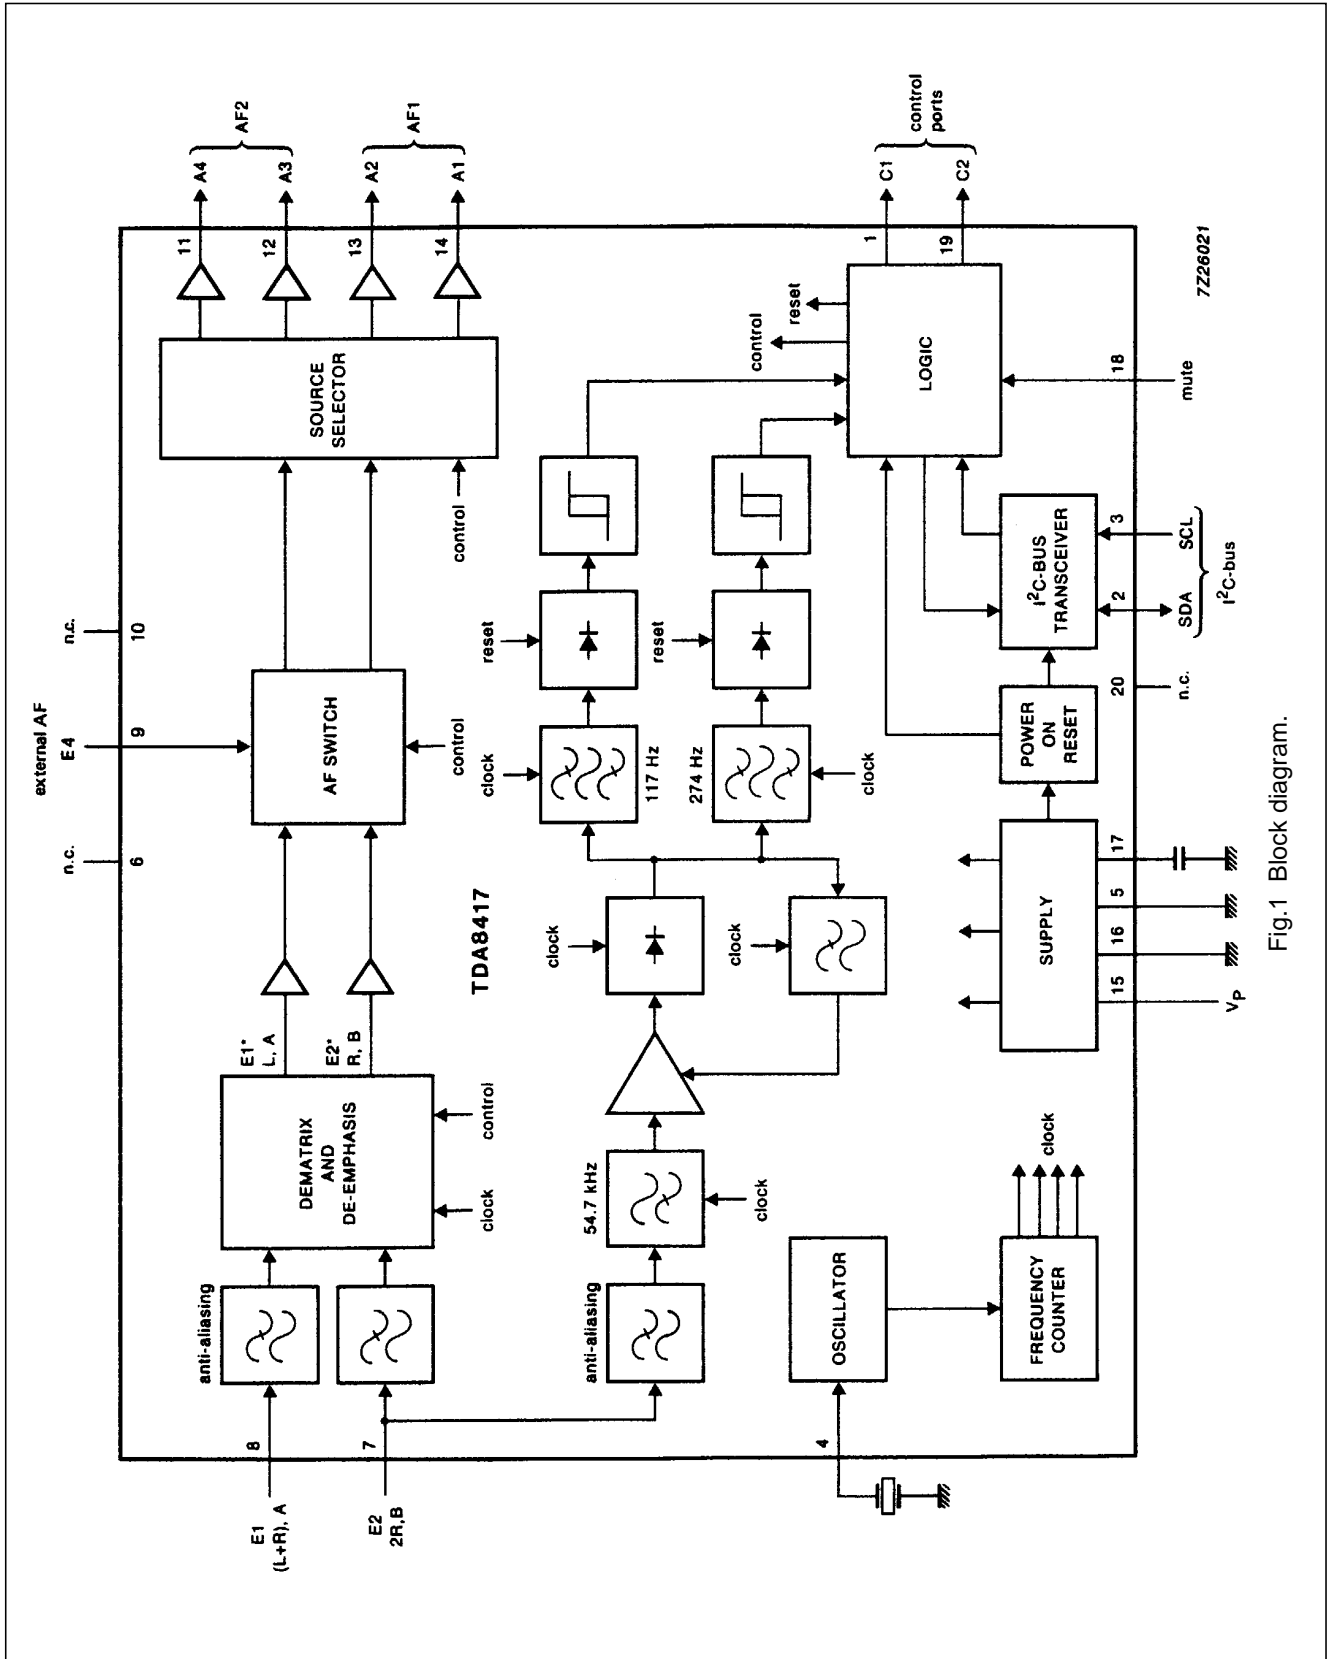 external AF
n.c.
E4
n.c.
6
9
10
E1
(L+R), A
8
E2
2R,B
7
anti-aliasing
DEMATRIX
AND
DE-EMPHASIS
clock
control
E1*
L, A
E2*
R, B
AF SWITCH
control
SOURCE
SELECTOR
control
11
A4
12
A3
AF2
13
A2
14
A1
AF1
TDA8417
anti-aliasing
54.7 kHz
clock
clock
clock
clock
117 Hz
reset
274 Hz
clock
reset
control
reset
LOGIC
1
C1
19
C2
control
ports
4
OSCILLATOR
FREQUENCY
COUNTER
clock
SUPPLY
15
16
5
17
VP
POWER
ON
RESET
20
n.c.
I2C-BUS
TRANSCEIVER
2
3
SDA
SCL
I2C-bus
18
mute
7Z26021
Fig.1 Block diagram.